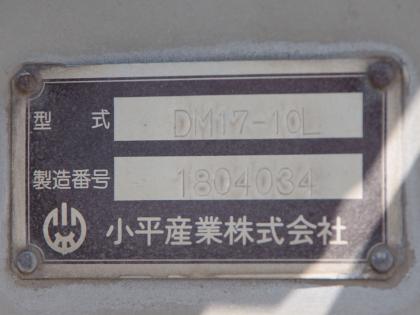 型 式 DM17-10L
製造番号 1804034
小平産業株式会社